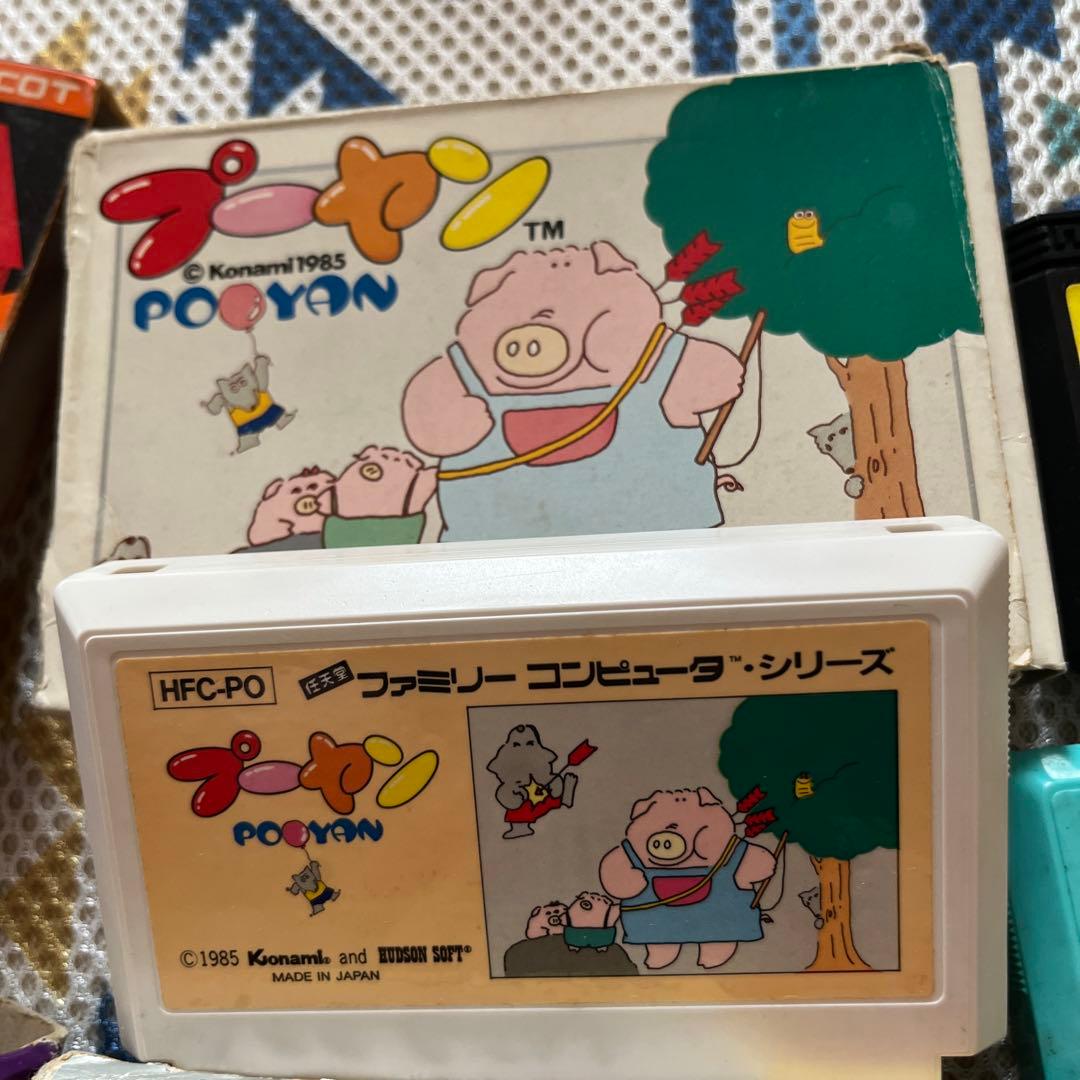 COT
プーヤン
TM
© Konami 1985
POOYAN
HFC-PO
任天堂 ファミリー コンピュータ™・シリーズ
プーヤン
POOYAN
©1985 Konami® and HUDSON SOFT®
MADE IN JAPAN